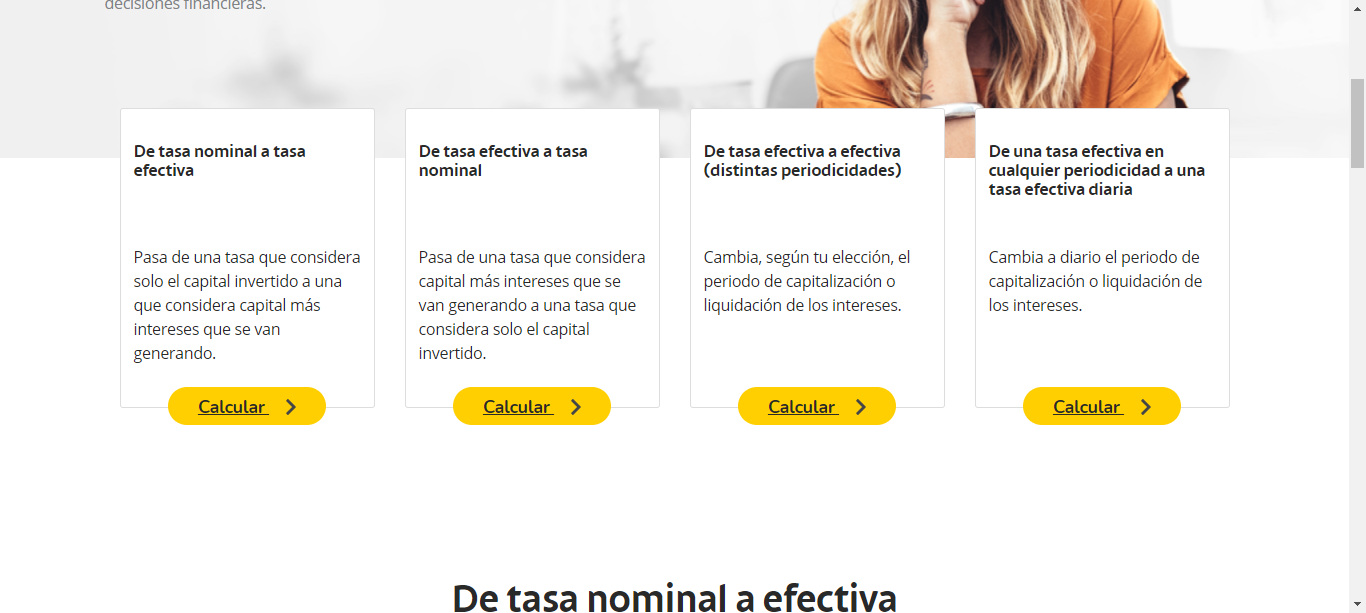 decisiones financieras.
De tasa nominal a tasa
efectiva
Pasa de una tasa que considera
solo el capital invertido a una
que considera capital más
intereses que se van
generando.
Calcular
De tasa efectiva a tasa
nominal
Pasa de una tasa que considera
capital más intereses que se
van generando a una tasa que
considera solo el capital
invertido.
Calcular
De tasa efectiva a efectiva
(distintas periodicidades)
Cambia, según tu elección, el
periodo de capitalización o
liquidación de los intereses.
Calcular
De una tasa efectiva en
cualquier periodicidad a una
tasa efectiva diaria
Cambia a diario el periodo de
capitalización o liquidación de
los intereses.
Calcular
De tasa nominal a efectiva